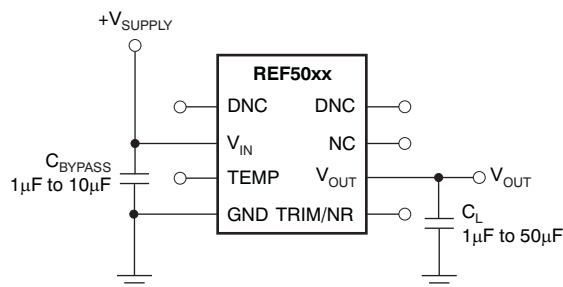 +VSUPPLY
REF50xx
DNC DNC
VIN NC
CBYPASS
1μF to 10μF
TEMP VOUT VOUT
GND TRIM/NR
CL
1μF to 50μF